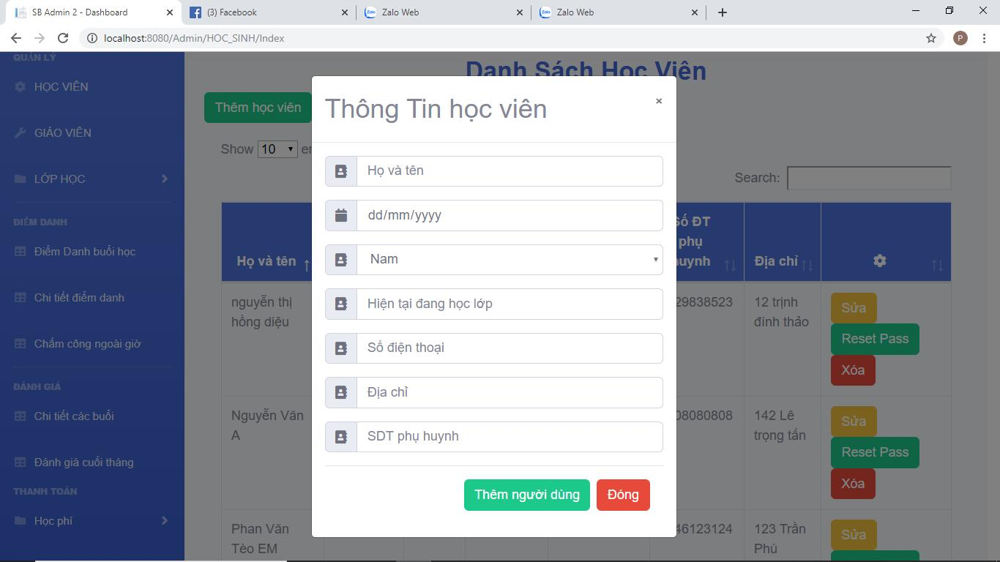 SB Admin 2 - Dashboard
(3) Facebook
Zalo Web
Zalo Web
localhost:8080/Admin/HOC_SINH/Index
P
QUẢN LÝ
HỌC VIÊN
GIÁO VIÊN
LỚP HỌC
ĐIỂM DANH
Điểm Danh buổi học
Chi tiết điểm danh
Chấm công ngoài giờ
ĐÁNH GIÁ
Chi tiết các buổi
Đánh giá cuối tháng
THANH TOÁN
Học phí
Danh Sách Học Viên
Thêm học viên
Show 10
Search:
Thông Tin học viên
×
Họ và tên
dd/mm/yyyy
Nam
Hiện tại đang học lớp
Số điện thoại
Địa chỉ
SDT phụ huynh
Thêm người dùng
Đóng
Họ và tên
Số ĐT
phụ
huynh
Địa chỉ
nguyễn thị
hồng diệu
29838523
12 trịnh
đình thảo
Sửa
Reset Pass
Xóa
Nguyễn Văn
A
08080808
142 Lê
trọng tấn
Sửa
Reset Pass
Xóa
Phan Văn
Tèo EM
46123124
123 Trần
Phú
Sửa